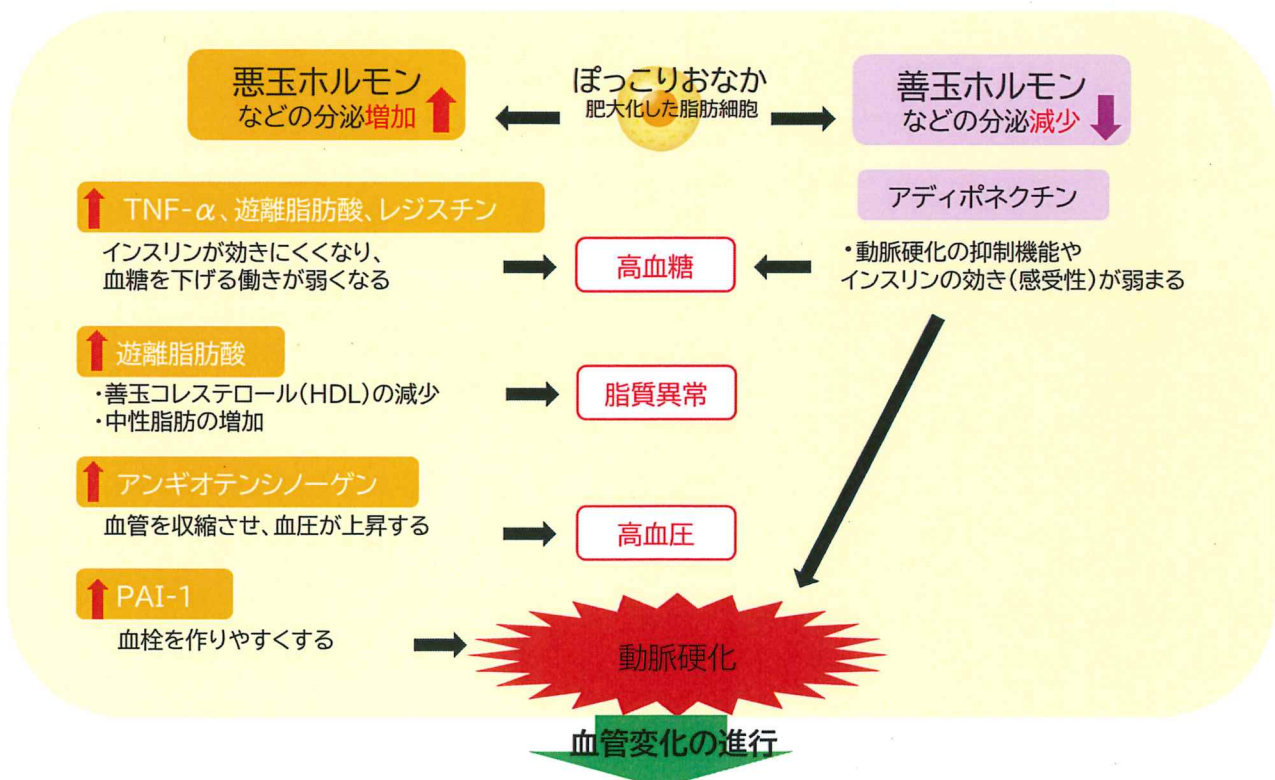 悪玉ホルモン
などの分泌増加
ぽっこりおなか
肥大化した脂肪細胞
善玉ホルモン
などの分泌減少
TNF-α、遊離脂肪酸、レジスチン
インスリンが効きにくくなり、
血糖を下げる働きが弱くなる
高血糖
アディポネクチン
・動脈硬化の抑制機能や
インスリンの効き(感受性)が弱まる
遊離脂肪酸
・善玉コレステロール(HDL)の減少
・中性脂肪の増加
脂質異常
アンギオテンシノーゲン
血管を収縮させ、血圧が上昇する
高血圧
PAI-1
血栓を作りやすくする
動脈硬化
血管変化の進行